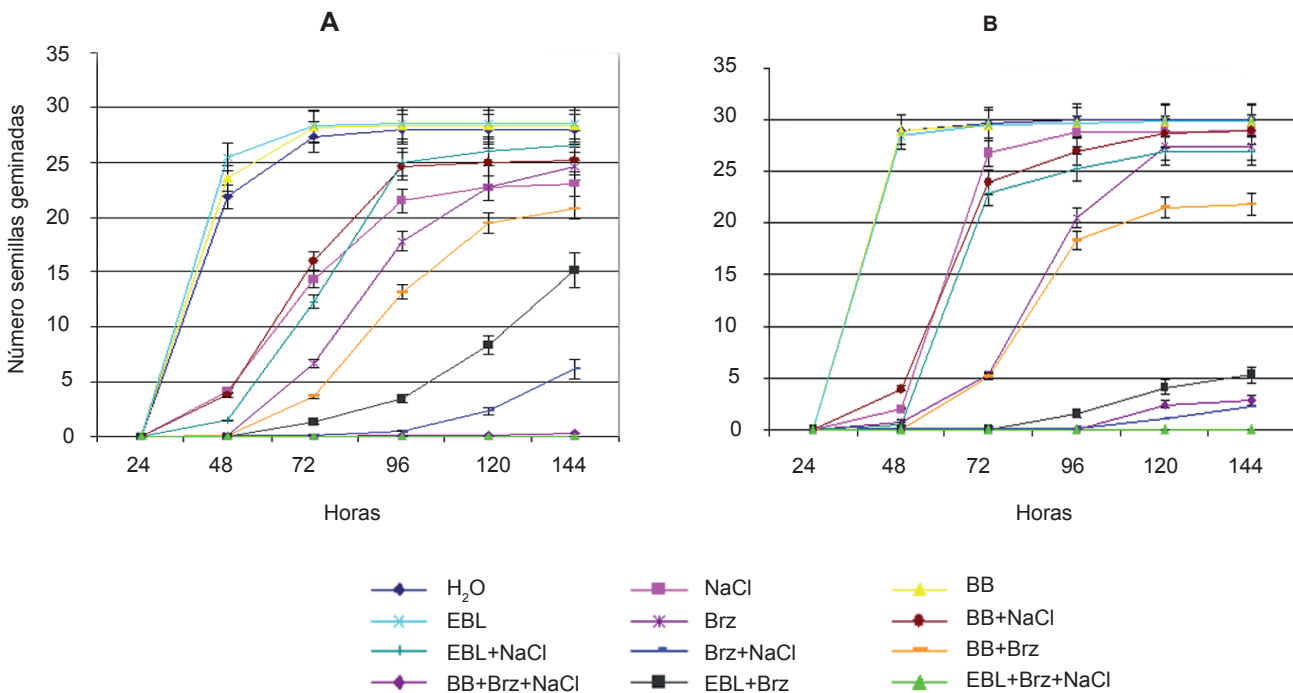 A
B
Número semillas geminadas
35
30
25
20
15
10
5
0
24 48 72 96 120 144
Horas
35
30
25
20
15
10
5
0
24 48 72 96 120 144
Horas
H₂O NaCl BB
EBL Brz BB+NaCl
EBL+NaCl Brz+NaCl BB+Brz
BB+Brz+NaCl EBL+Brz EBL+Brz+NaCl